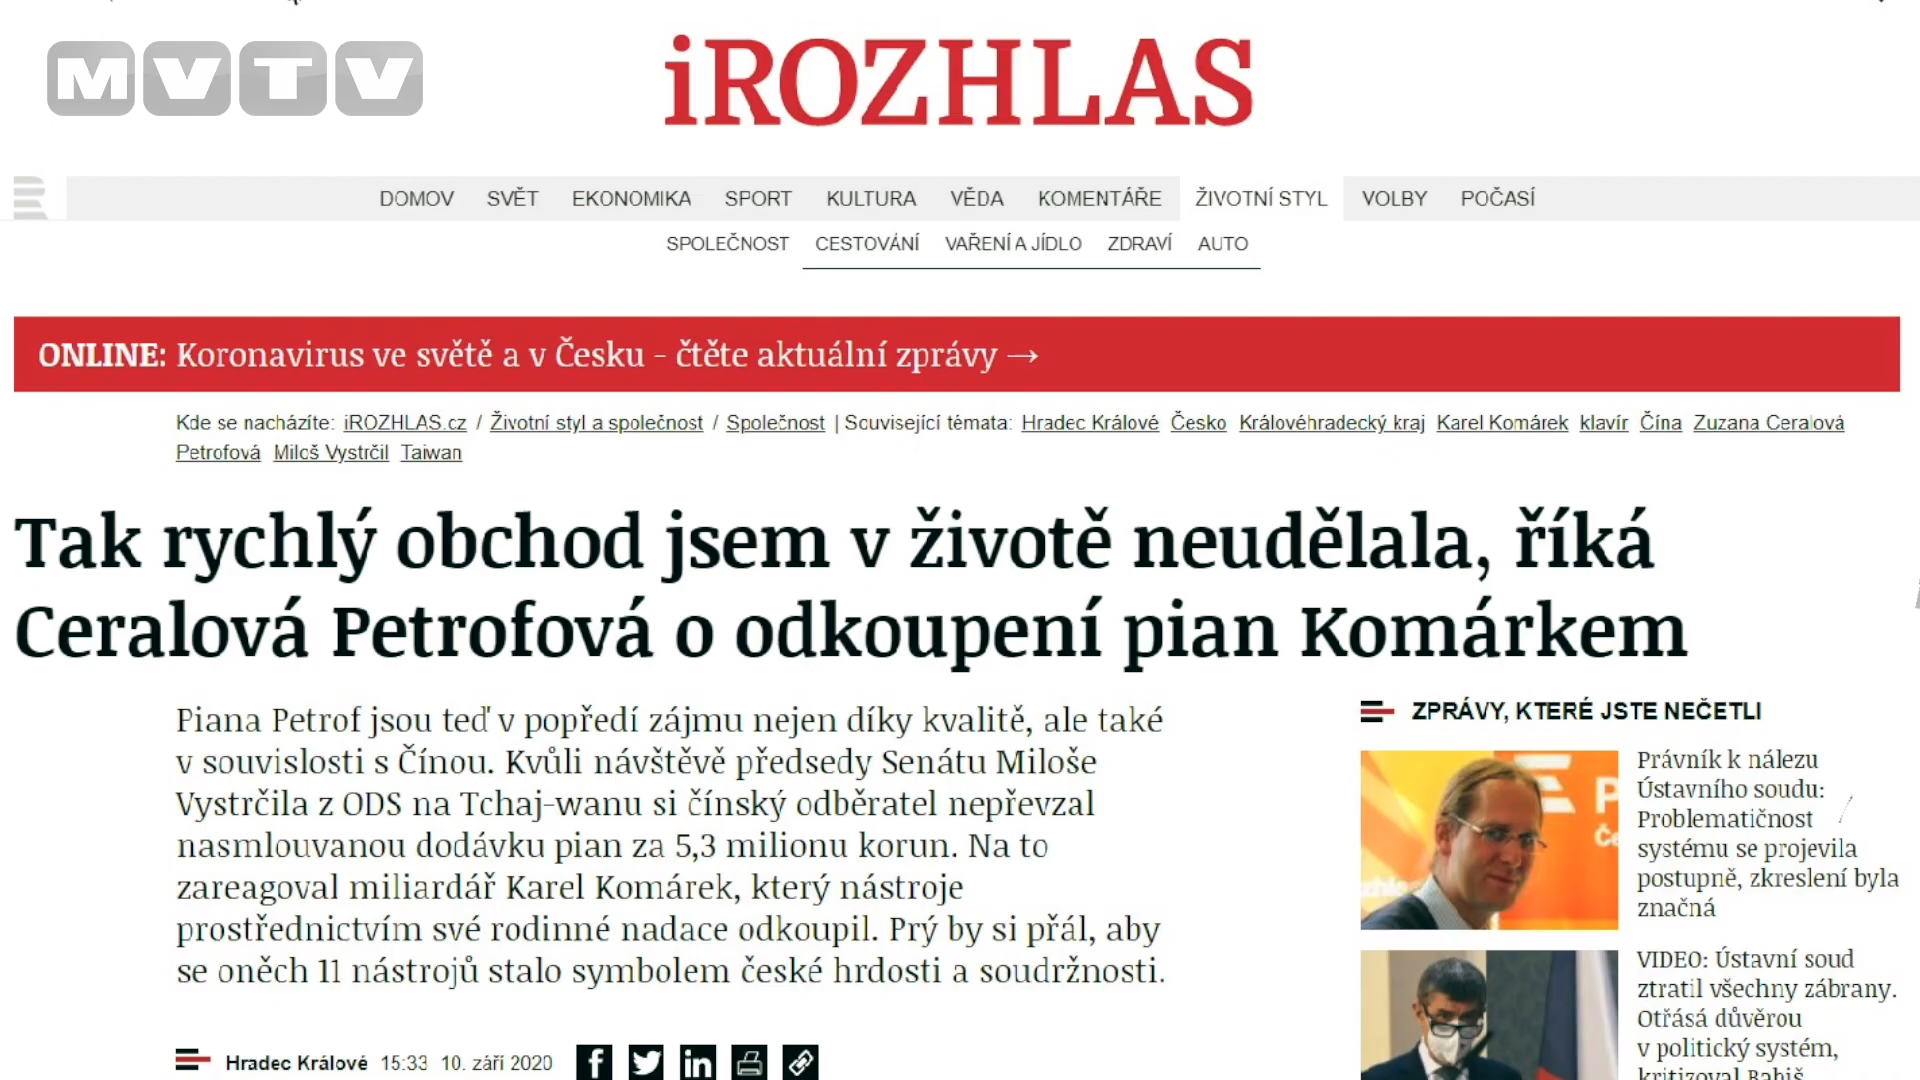 MVTV
iROZHLAS
DOMOV SVĚT EKONOMIKA SPORT KULTURA VĚDA KOMENTÁŘE ŽIVOTNÍ STYL VOLBY POČASÍ
SPOLEČNOST CESTOVÁNÍ VAŘENÍ A JÍDLO ZDRAVÍ AUTO
ONLINE: Koronavirus ve světě a v Česku - čtěte aktuální zprávy →
Kde se nacházíte: iROZHLAS.cz / Životní styl a společnost / Společnost | Související témata: Hradec Králové Česko Královéhradecký kraj Karel Komárek klavír Čína Zuzana Ceralová
Petrofová Miloš Vystrčil Taiwan
Tak rychlý obchod jsem v životě neudělala, říká
Ceralová Petrofová o odkoupení pian Komárkem
Piana Petrof jsou teď v popředí zájmu nejen díky kvalitě, ale také
v souvislosti s Čínou. Kvůli návštěvě předsedy Senátu Miloše
Vystrčila z ODS na Tchaj-wanu si čínský odběratel nepřevzal
nasmlouvanou dodávku pian za 5,3 milionu korun. Na to
zareagoval miliardář Karel Komárek, který nástroje
prostřednictvím své rodinné nadace odkoupil. Prý by si přál, aby
se oněch 11 nástrojů stalo symbolem české hrdosti a soudržnosti.
Hradec Králové 15:33 10. září 2020
ZPRÁVY, KTERÉ JSTE NEČETLI
Právník k nálezu
Ústavního soudu:
Problematičnost
systému se projevila
postupně, zkreslení byla
značná
VIDEO: Ústavní soud
ztratil všechny zábrany.
Otřásá důvěrou
v politický systém,
kritizoval Babiš